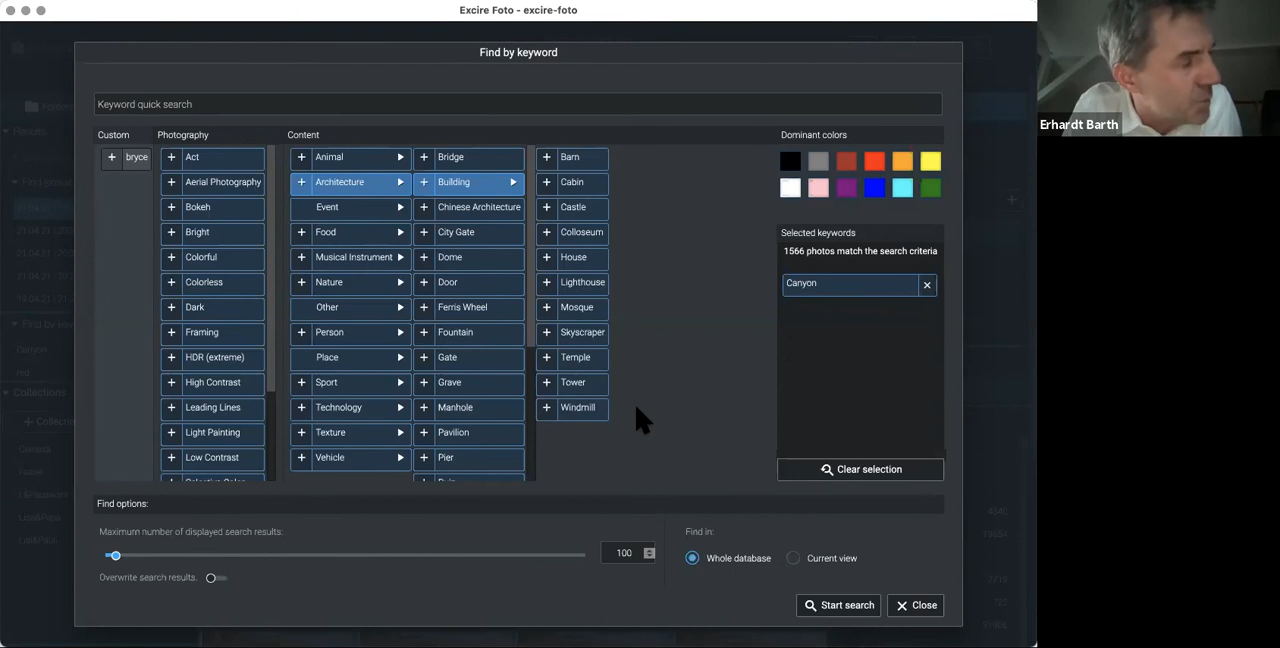 Excire Foto - excire-foto
Find by keyword
Keyword quick search
Custom
Photography
Content
Dominant colors
bryce
Act
Aerial Photography
Bokeh
Bright
Colorful
Colorless
Dark
Framing
HDR (extreme)
High Contrast
Leading Lines
Light Painting
Low Contrast
Animal
Architecture
Event
Food
Musical Instrument
Nature
Other
Person
Place
Sport
Technology
Texture
Vehicle
Bridge
Building
Chinese Architecture
City Gate
Dome
Door
Ferris Wheel
Fountain
Gate
Grave
Manhole
Pavilion
Pier
Barn
Cabin
Castle
Colloseum
House
Lighthouse
Mosque
Skyscraper
Temple
Tower
Windmill
Selected keywords
1566 photos match the search criteria
Canyon
Clear selection
Find options:
Maximum number of displayed search results:
100
Overwrite search results.
Find in:
Whole database
Current view
Start search
Close
Erhardt Barth
Results
Collections
Canyon
red